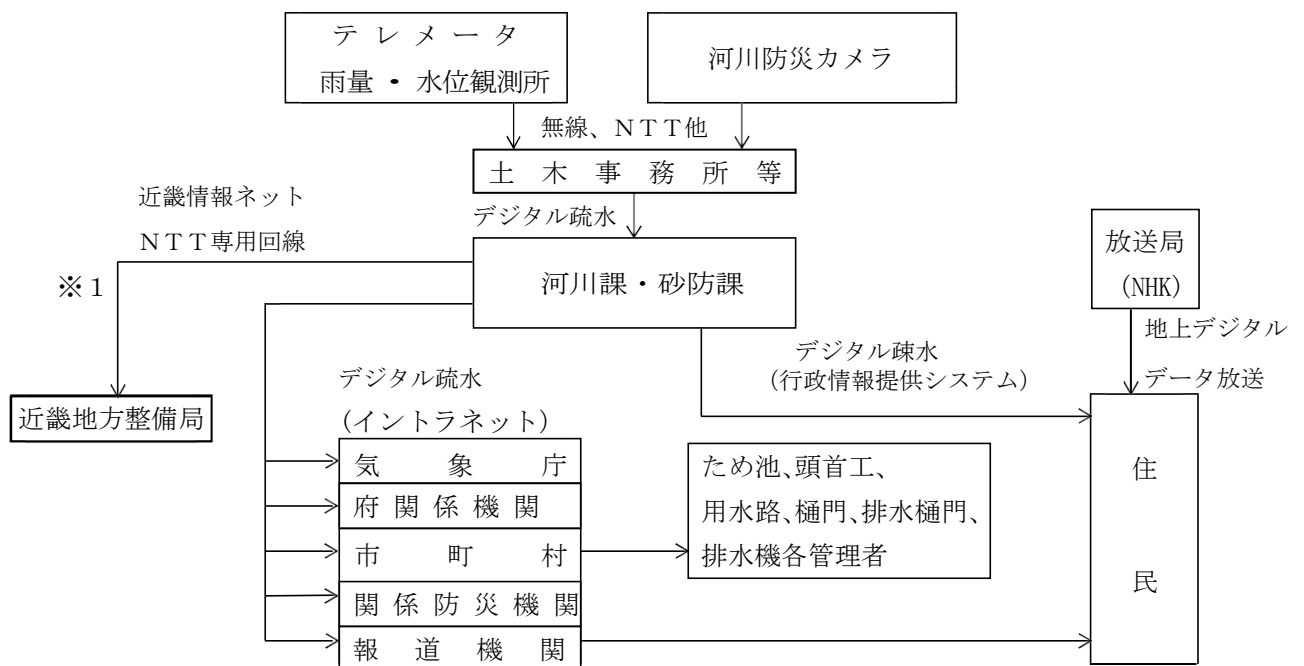 テレメータ
雨量・水位観測所
河川防災カメラ
無線、ＮＴＴ他
土木事務所等
近畿情報ネット
ＮＴＴ専用回線
デジタル疏水
※１
河川課・砂防課
放送局
(NHK)
地上デジタル
データ放送
デジタル疎水
(行政情報提供システム)
近畿地方整備局
デジタル疏水
(イントラネット)
気象庁
府関係機関
市町村
関係防災機関
報道機関
ため池、頭首工、
用水路、樋門、排水樋門、
排水機各管理者
住民